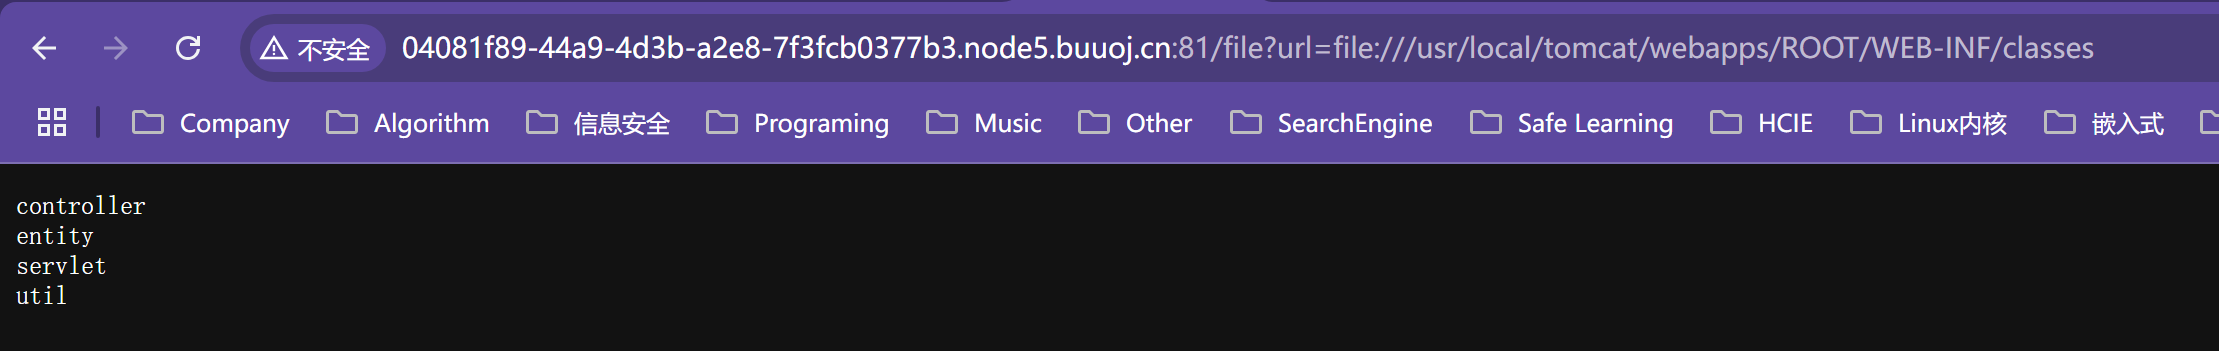 不安全 04081f89-44a9-4d3b-a2e8-7f3fcb0377b3.node5.buuoj.cn:81/file?url=file:///usr/local/tomcat/webapps/ROOT/WEB-INF/classes
Company Algorithm 信息安全 Programing Music Other SearchEngine Safe Learning HCIE Linux内核 嵌入式
controller
entity
servlet
util